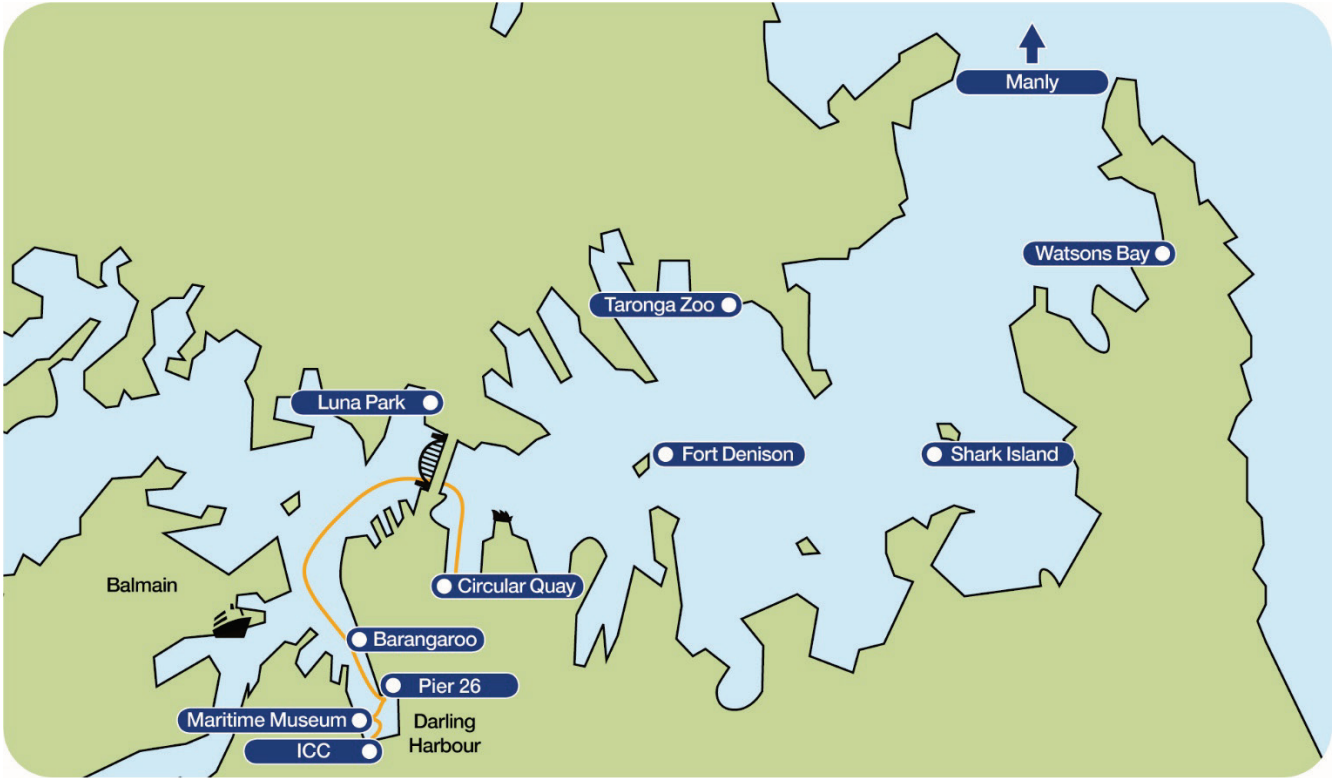 Manly
Watsons Bay
Taronga Zoo
Luna Park
Fort Denison
Shark Island
Balmain
Circular Quay
Barangaroo
Pier 26
Maritime Museum
Darling
Harbour
ICC